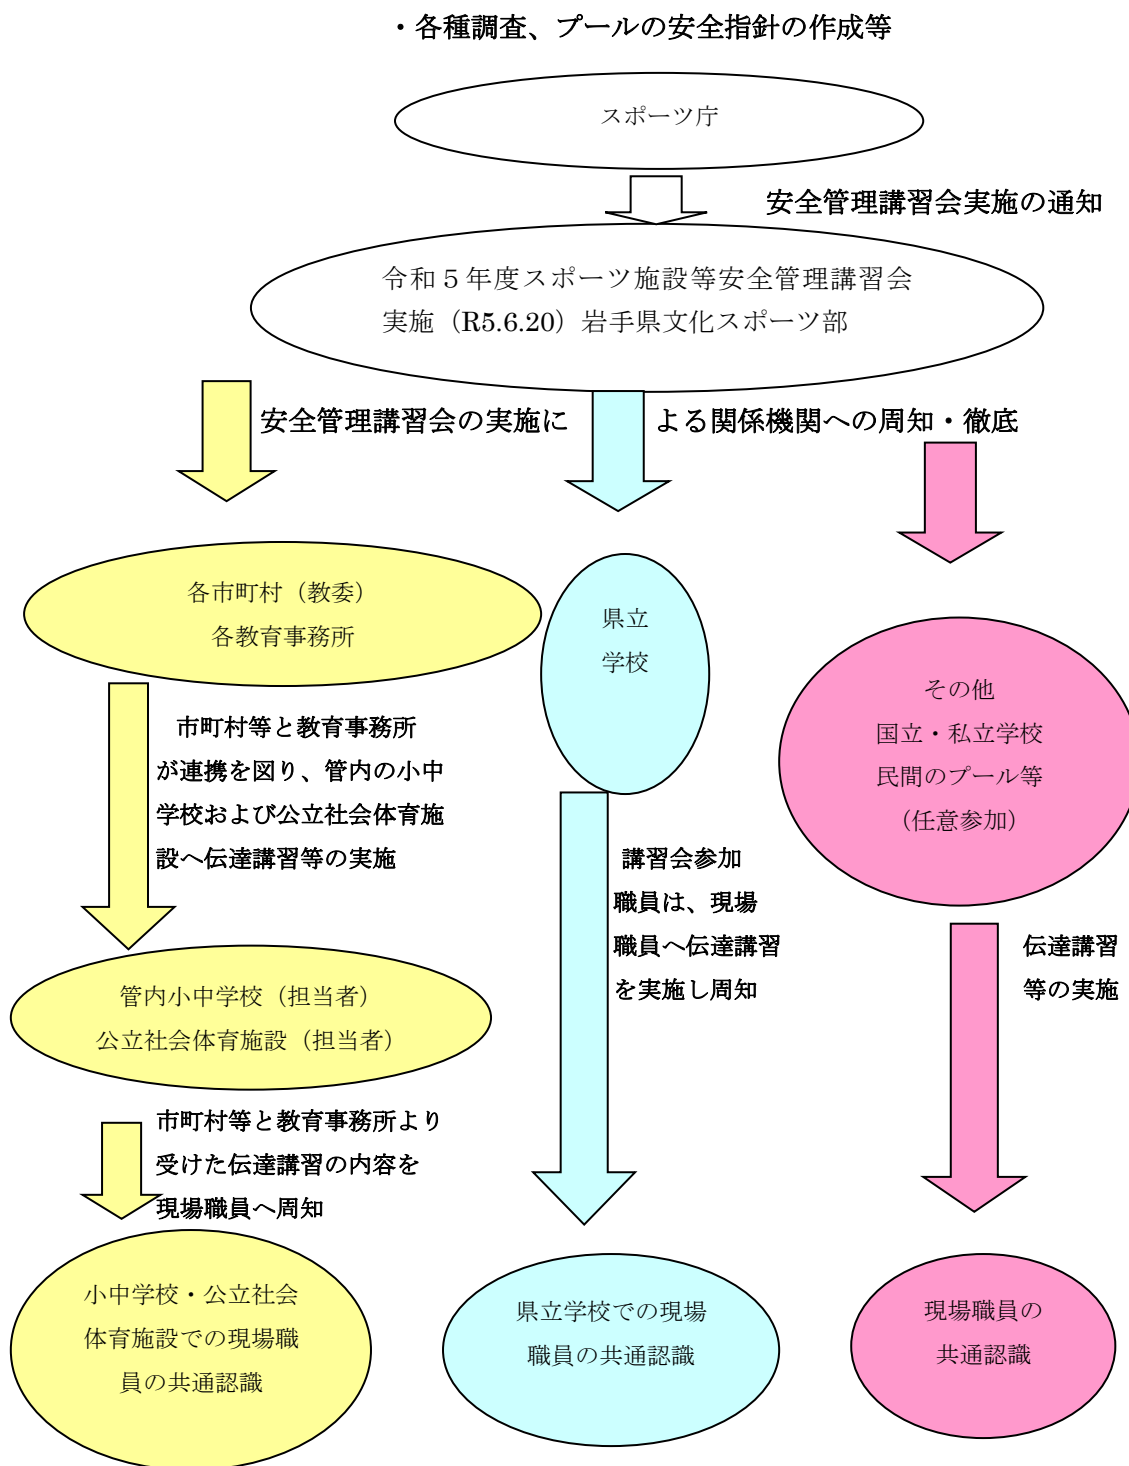 ・各種調査、プールの安全指針の作成等
スポーツ庁
安全管理講習会実施の通知
令和５年度スポーツ施設等安全管理講習会
実施（R5.6.20）岩手県文化スポーツ部
安全管理講習会の実施に
よる関係機関への周知・徹底
各市町村（教委）
各教育事務所
県立
学校
その他
国立・私立学校
民間のプール等
（任意参加）
市町村等と教育事務所
が連携を図り、管内の小中
学校および公立社会体育施
設へ伝達講習等の実施
講習会参加
職員は、現場
職員へ伝達講習
を実施し周知
伝達講習
等の実施
管内小中学校（担当者）
公立社会体育施設（担当者）
市町村等と教育事務所より
受けた伝達講習の内容を
現場職員へ周知
小中学校・公立社会
体育施設での現場職
員の共通認識
県立学校での現場
職員の共通認識
現場職員の
共通認識